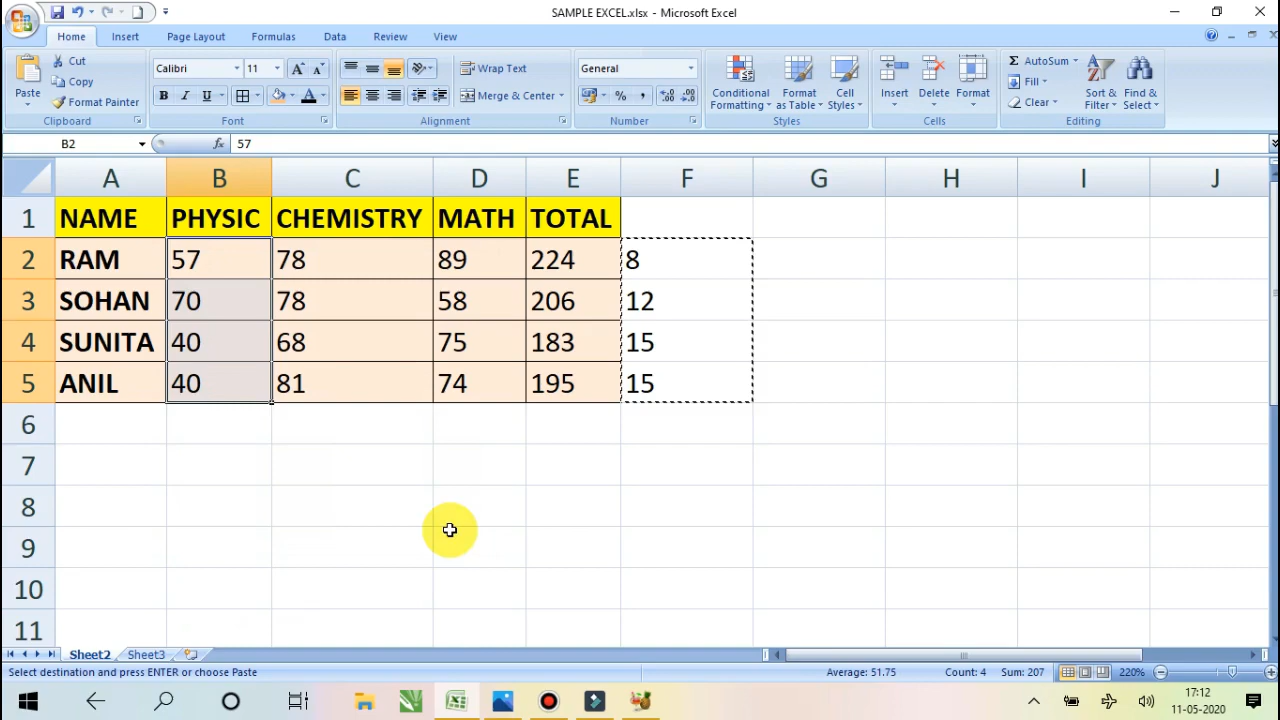 SAMPLE EXCEL.xlsx - Microsoft Excel
Home Insert Page Layout Formulas Data Review View
Cut
Copy
Format Painter
Paste
Clipboard
Calibri 11
B I U A
Font
Wrap Text
Merge & Center
Alignment
General
% ,
Number
Conditional Formatting
Format as Table
Cell Styles
Styles
Insert Delete Format
Cells
Σ AutoSum
Fill
Clear
Sort & Filter
Find & Select
Editing
B2 fx 57
A B C D E F G H I J
1 NAME PHYSIC CHEMISTRY MATH TOTAL
2 RAM 57 78 89 224 8
3 SOHAN 70 78 58 206 12
4 SUNITA 40 68 75 183 15
5 ANIL 40 81 74 195 15
6
7
8
9
10
11
Sheet2 Sheet3
Select destination and press ENTER or choose Paste Average: 51.75 Count: 4 Sum: 207 220%
17:12
11-05-2020